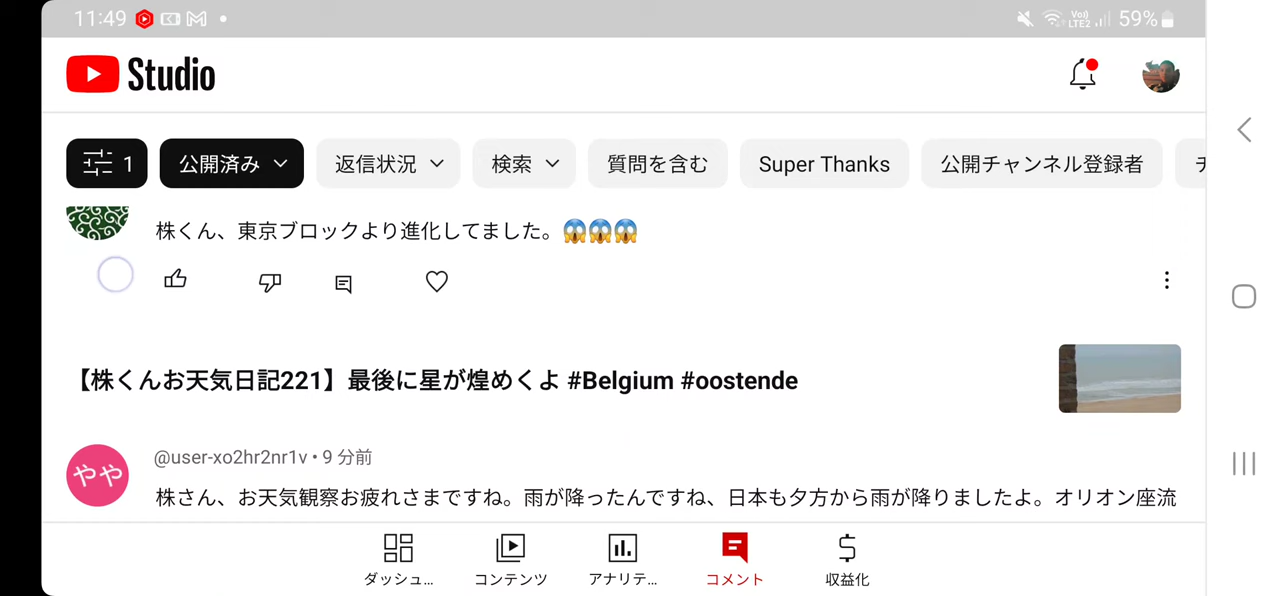 11:49
Vo)) LTE2 59%
Studio
1 公開済み 返信状況 検索 質問を含む Super Thanks 公開チャンネル登録者
株くん、東京ブロックより進化してました。😱😱😱
【株くんお天気日記221】最後に星が煌めくよ #Belgium #oostende
やや
@user-xo2hr2nr1v • 9 分前
株さん、お天気観察お疲れさまですね。雨が降ったんですね、日本も夕方から雨が降りましたよ。オリオン座流
ダッシュ... コンテンツ アナリテ... コメント 収益化